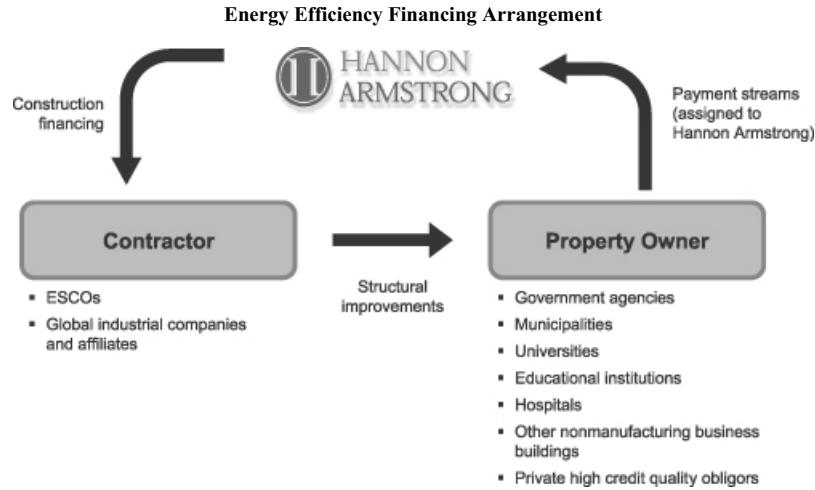 Energy Efficiency Financing Arrangement
HANNON
ARMSTRONG
Construction
financing
Payment streams
(assigned to
Hannon Armstrong)
Contractor
Property Owner
Structural
improvements
▪ ESCOs
▪ Global industrial companies
and affiliates
▪ Government agencies
▪ Municipalities
▪ Universities
▪ Educational institutions
▪ Hospitals
▪ Other nonmanufacturing business
buildings
▪ Private high credit quality obligors